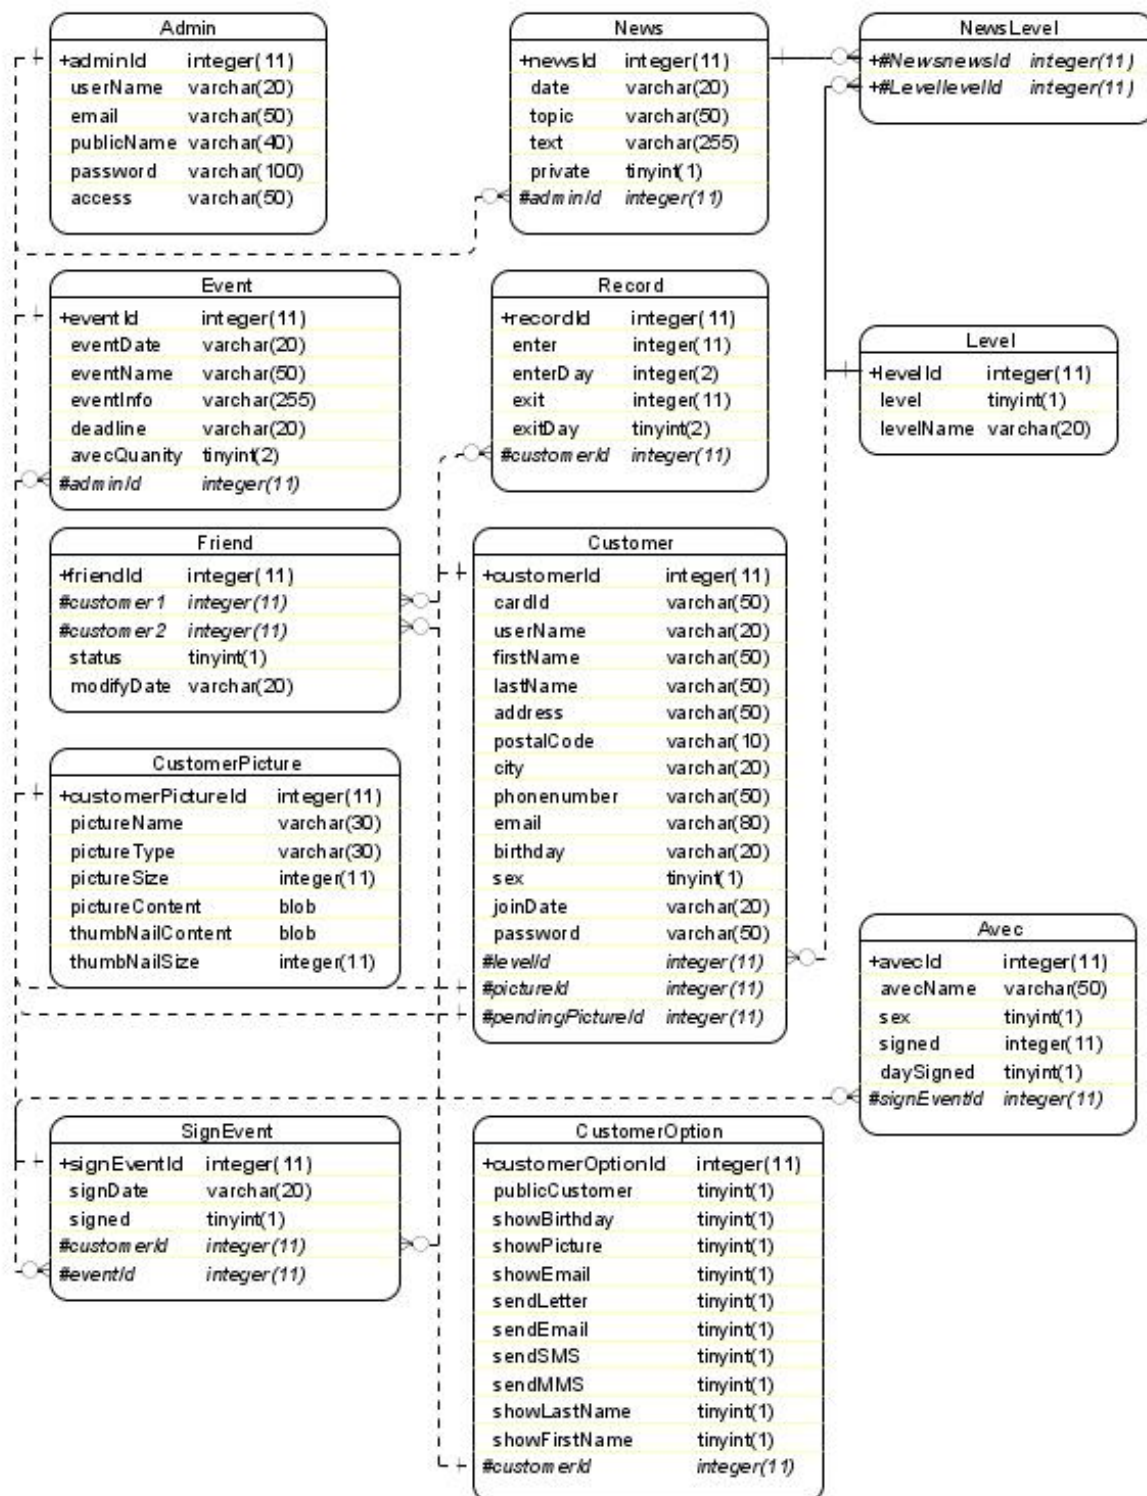 Admin
+adminId integer(11)
userName varchar(20)
email varchar(50)
publicName varchar(40)
password varchar(100)
access varchar(50)
News
+newsId integer(11)
date varchar(20)
topic varchar(50)
text varchar(255)
private tinyint(1)
#adminId integer(11)
NewsLevel
+#NewsnewsId integer(11)
+#LevellevelId integer(11)
Event
+eventId integer(11)
eventDate varchar(20)
eventName varchar(50)
eventInfo varchar(255)
deadline varchar(20)
avecQuanity tinyint(2)
#adminId integer(11)
Record
+recordId integer(11)
enter integer(11)
enterDay integer(2)
exit integer(11)
exitDay tinyint(2)
#customerId integer(11)
Level
+levelId integer(11)
level tinyint(1)
levelName varchar(20)
Friend
+friendId integer(11)
#customer1 integer(11)
#customer2 integer(11)
status tinyint(1)
modifyDate varchar(20)
Customer
+customerId integer(11)
cardId varchar(50)
userName varchar(20)
firstName varchar(50)
lastName varchar(50)
address varchar(50)
postalCode varchar(10)
city varchar(20)
phonenumber varchar(50)
email varchar(80)
birthday varchar(20)
sex tinyint(1)
joinDate varchar(20)
password varchar(50)
#levelId integer(11)
#pictureId integer(11)
#pendingPictureId integer(11)
CustomerPicture
+customerPictureId integer(11)
pictureName varchar(30)
pictureType varchar(30)
pictureSize integer(11)
pictureContent blob
thumbNailContent blob
thumbNailSize integer(11)
Avec
+avecId integer(11)
avecName varchar(50)
sex tinyint(1)
signed integer(11)
daySigned tinyint(1)
#signEventId integer(11)
SignEvent
+signEventId integer(11)
signDate varchar(20)
signed tinyint(1)
#customerId integer(11)
#eventId integer(11)
CustomerOption
+customerOptionId integer(11)
publicCustomer tinyint(1)
showBirthday tinyint(1)
showPicture tinyint(1)
showEmail tinyint(1)
sendLetter tinyint(1)
sendEmail tinyint(1)
sendSMS tinyint(1)
sendMMS tinyint(1)
showLastName tinyint(1)
showFirstName tinyint(1)
#customerId integer(11)